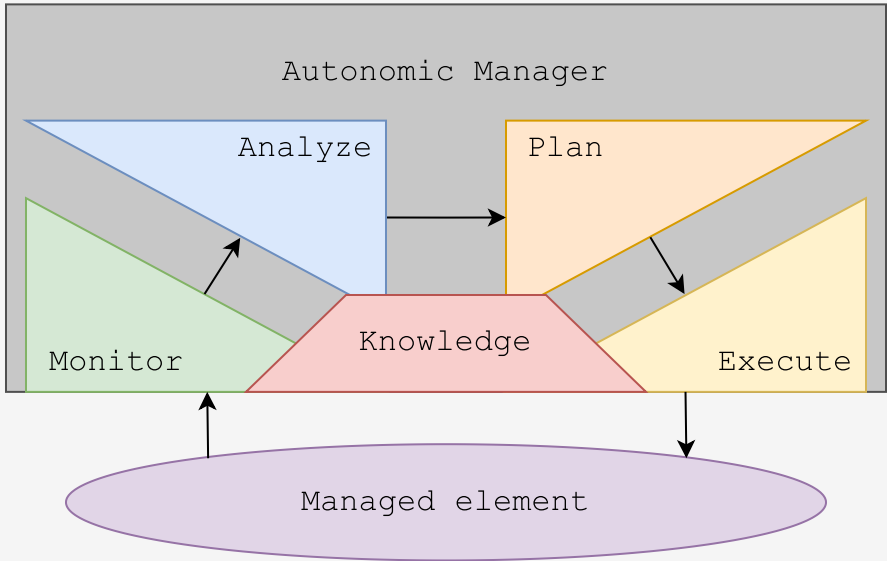 Autonomic Manager
Analyze
Plan
Knowledge
Monitor
Execute
Managed element